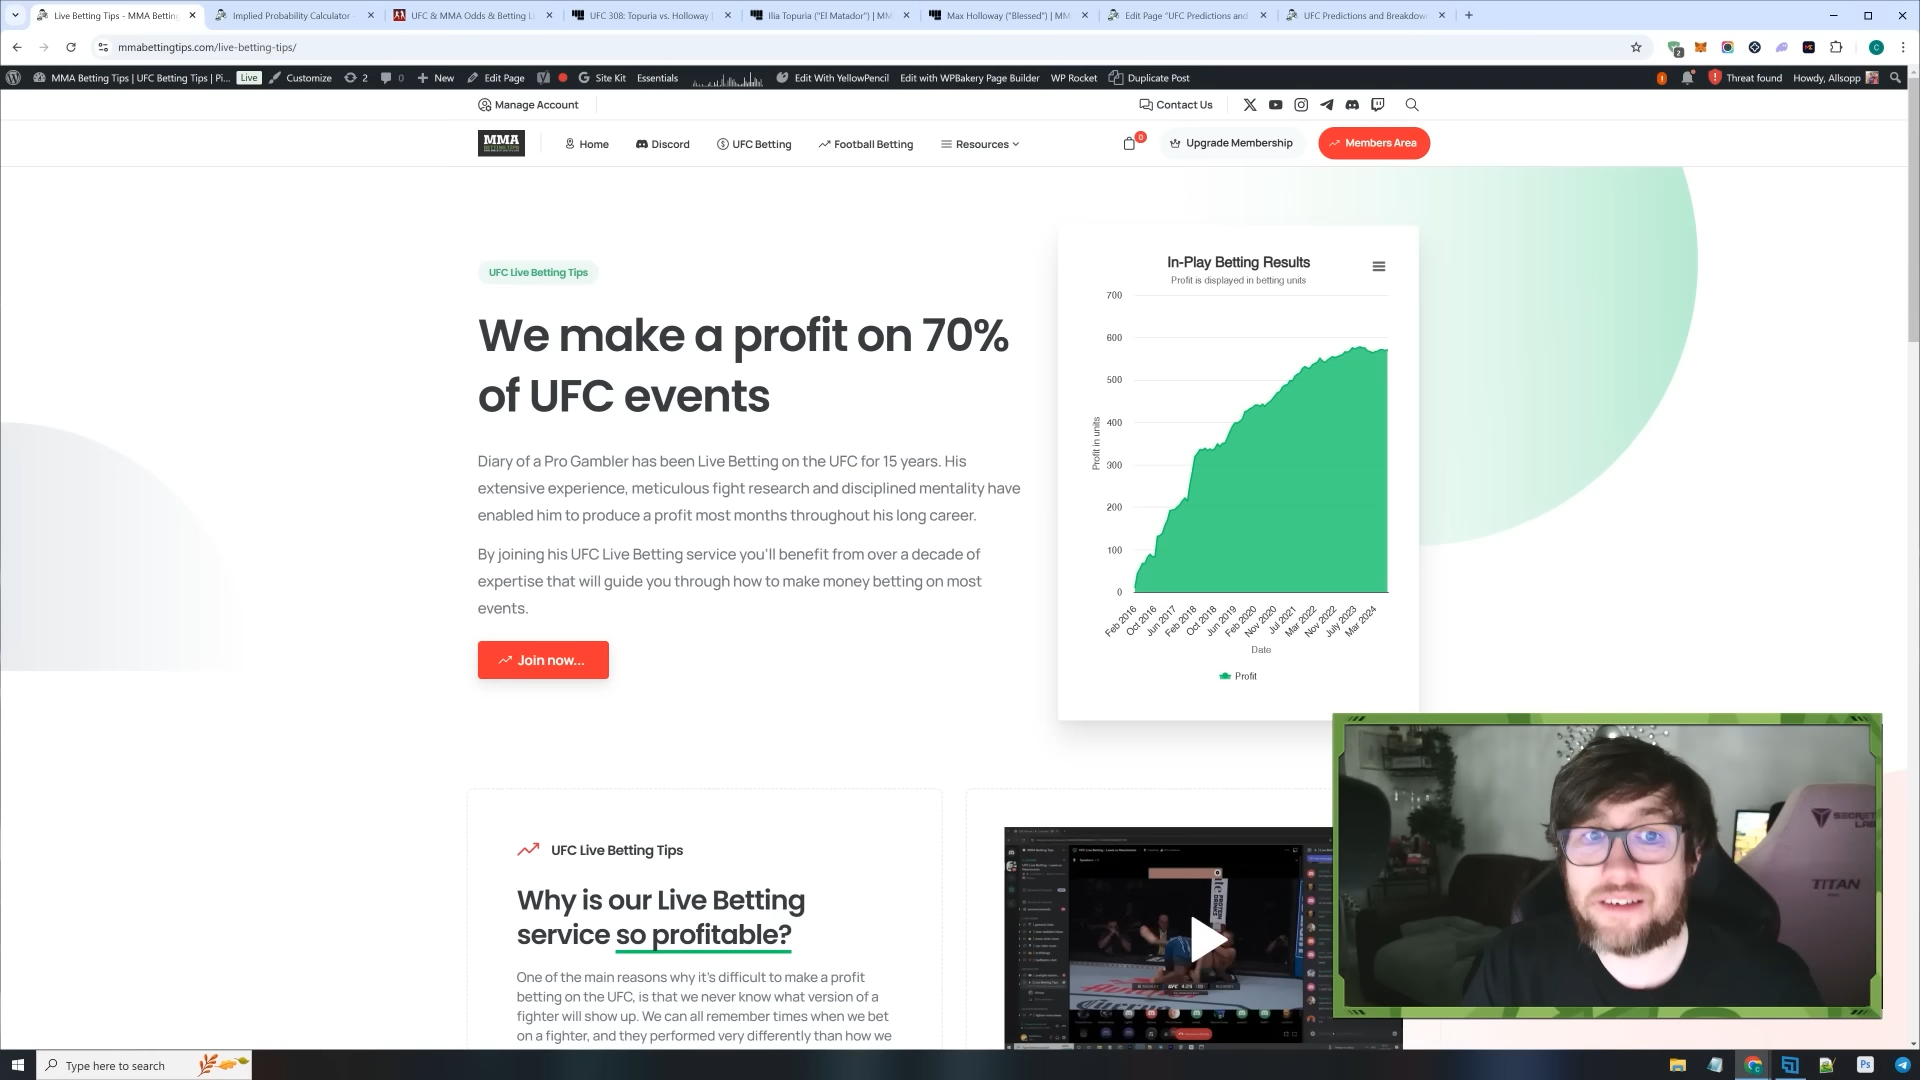 Live Betting Tips - MMA Betting
Implied Probability Calculator -
UFC & MMA Odds & Betting Li
UFC 308: Topuria vs. Holloway
Ilia Topuria ("El Matador") | MM
Max Holloway ("Blessed") | MM
Edit Page "UFC Predictions and
UFC Predictions and Breakdow
mmabettingtips.com/live-betting-tips/
2
C
MMA Betting Tips | UFC Betting Tips | Pi...
Live
Customize
2
0
New
Edit Page
Site Kit
Essentials
Edit With YellowPencil
Edit with WPBakery Page Builder
WP Rocket
Duplicate Post
Threat found
Howdy, Allsopp
Manage Account
Contact Us
MMA
BETTING TIPS
Home
Discord
UFC Betting
Football Betting
Resources
0
Upgrade Membership
Members Area
UFC Live Betting Tips
We make a profit on 70%
of UFC events
Diary of a Pro Gambler has been Live Betting on the UFC for 15 years. His
extensive experience, meticulous fight research and disciplined mentality have
enabled him to produce a profit most months throughout his long career.
By joining his UFC Live Betting service you'll benefit from over a decade of
expertise that will guide you through how to make money betting on most
events.
Join now...
In-Play Betting Results
Profit is displayed in betting units
Profit in units
700
600
500
400
300
200
100
0
Feb 2016
Oct 2016
Jun 2017
Feb 2018
Oct 2018
Jun 2019
Feb 2020
Nov 2020
Jul 2021
Mar 2022
Nov 2022
July 2023
Mar 2024
Date
Profit
UFC Live Betting Tips
Why is our Live Betting
service so profitable?
One of the main reasons why it's difficult to make a profit
betting on the UFC, is that we never know what version of a
fighter will show up. We can all remember times when we bet
on a fighter, and they performed very differently than how we
SECRET
LAB
TITAN
Type here to search
Ps